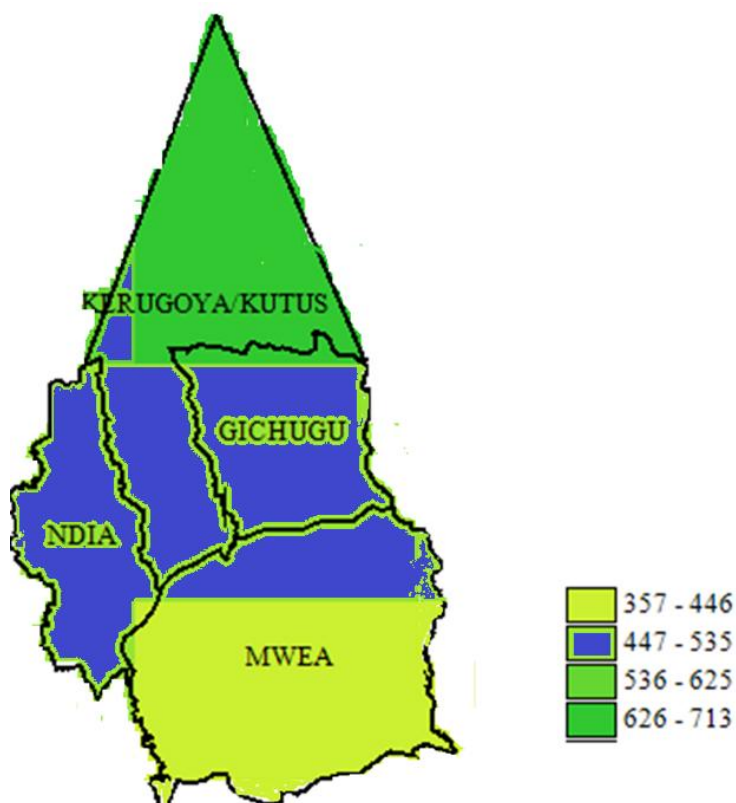 KERUGOYA/KUTUS
GICHUGU
NDIA
MWEA
357 - 446
447 - 535
536 - 625
626 - 713